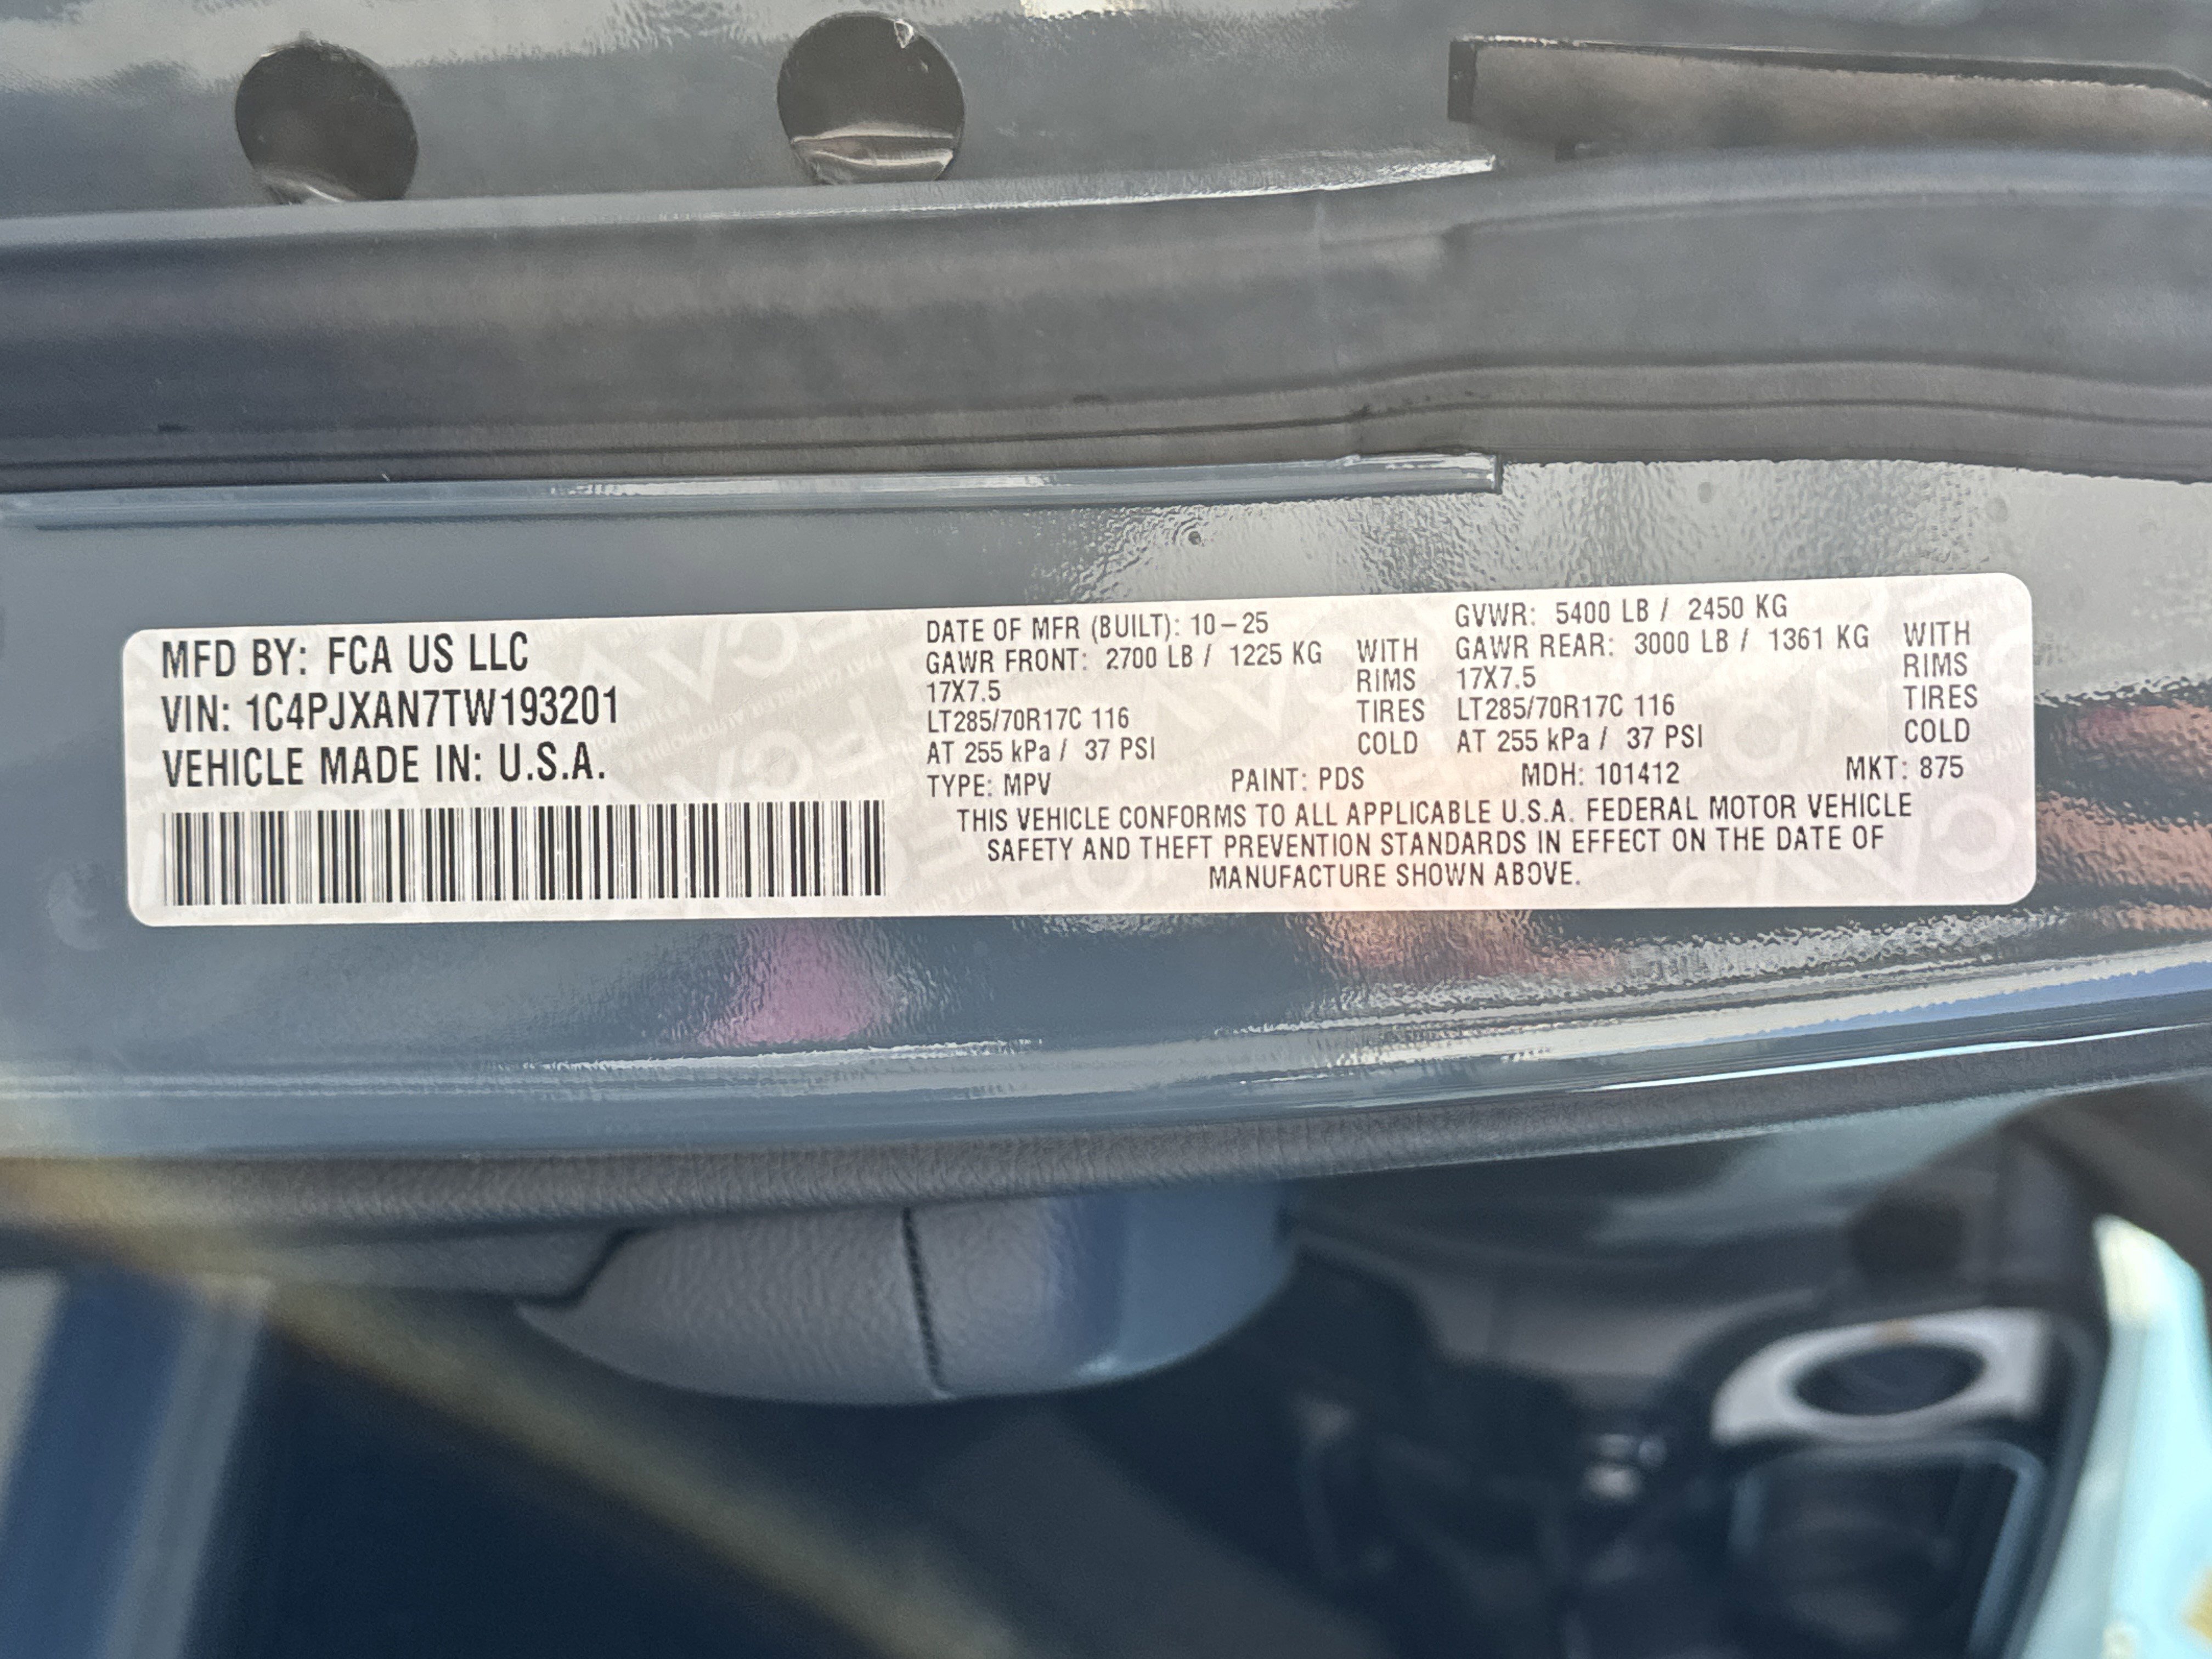 MFD BY: FCA US LLC
VIN: 1C4PJXAN7TW193201
VEHICLE MADE IN: U.S.A.
DATE OF MFR (BUILT): 10-25
GAWR FRONT: 2700 LB / 1225 KG WITH
17X7.5 RIMS
LT285/70R17C 116 TIRES
AT 255 kPa / 37 PSI COLD
GVWR: 5400 LB / 2450 KG
GAWR REAR: 3000 LB / 1361 KG WITH
17X7.5 RIMS
LT285/70R17C 116 TIRES
AT 255 kPa / 37 PSI COLD
TYPE: MPV PAINT: PDS MDH: 101412 MKT: 875
THIS VEHICLE CONFORMS TO ALL APPLICABLE U.S.A. FEDERAL MOTOR VEHICLE
SAFETY AND THEFT PREVENTION STANDARDS IN EFFECT ON THE DATE OF
MANUFACTURE SHOWN ABOVE.